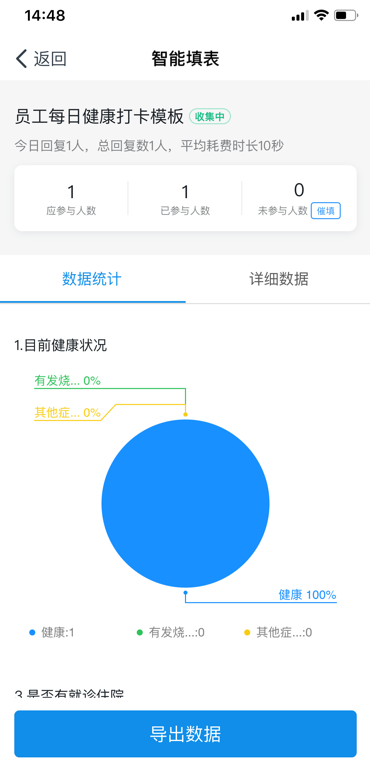 14:48
返回
智能填表
员工每日健康打卡模板 收集中
今日回复1人，总回复数1人，平均耗费时长10秒
1 1 0
应参与人数 已参与人数 未参与人数 催填
数据统计 详细数据
1.目前健康状况
有发烧... 0%
其他症... 0%
健康 100%
健康:1 有发烧...:0 其他症...:0
3.是否有就诊住院
导出数据